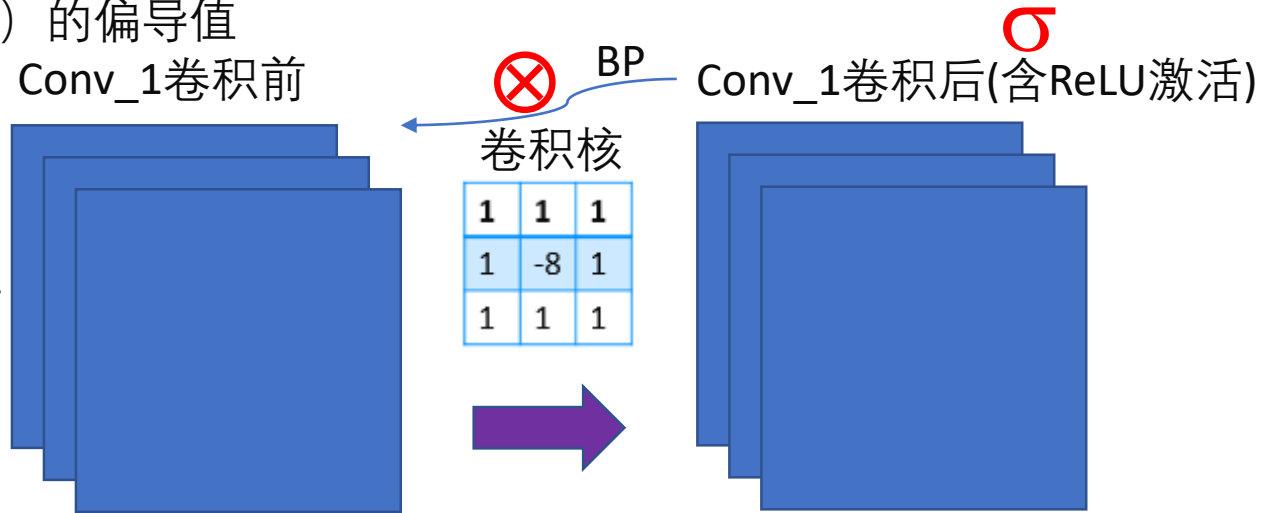 ）的偏导值
σ
Conv_1卷积前
⊗
BP
Conv_1卷积后(含ReLU激活)
卷积核
1 1 1
1 -8 1
1 1 1